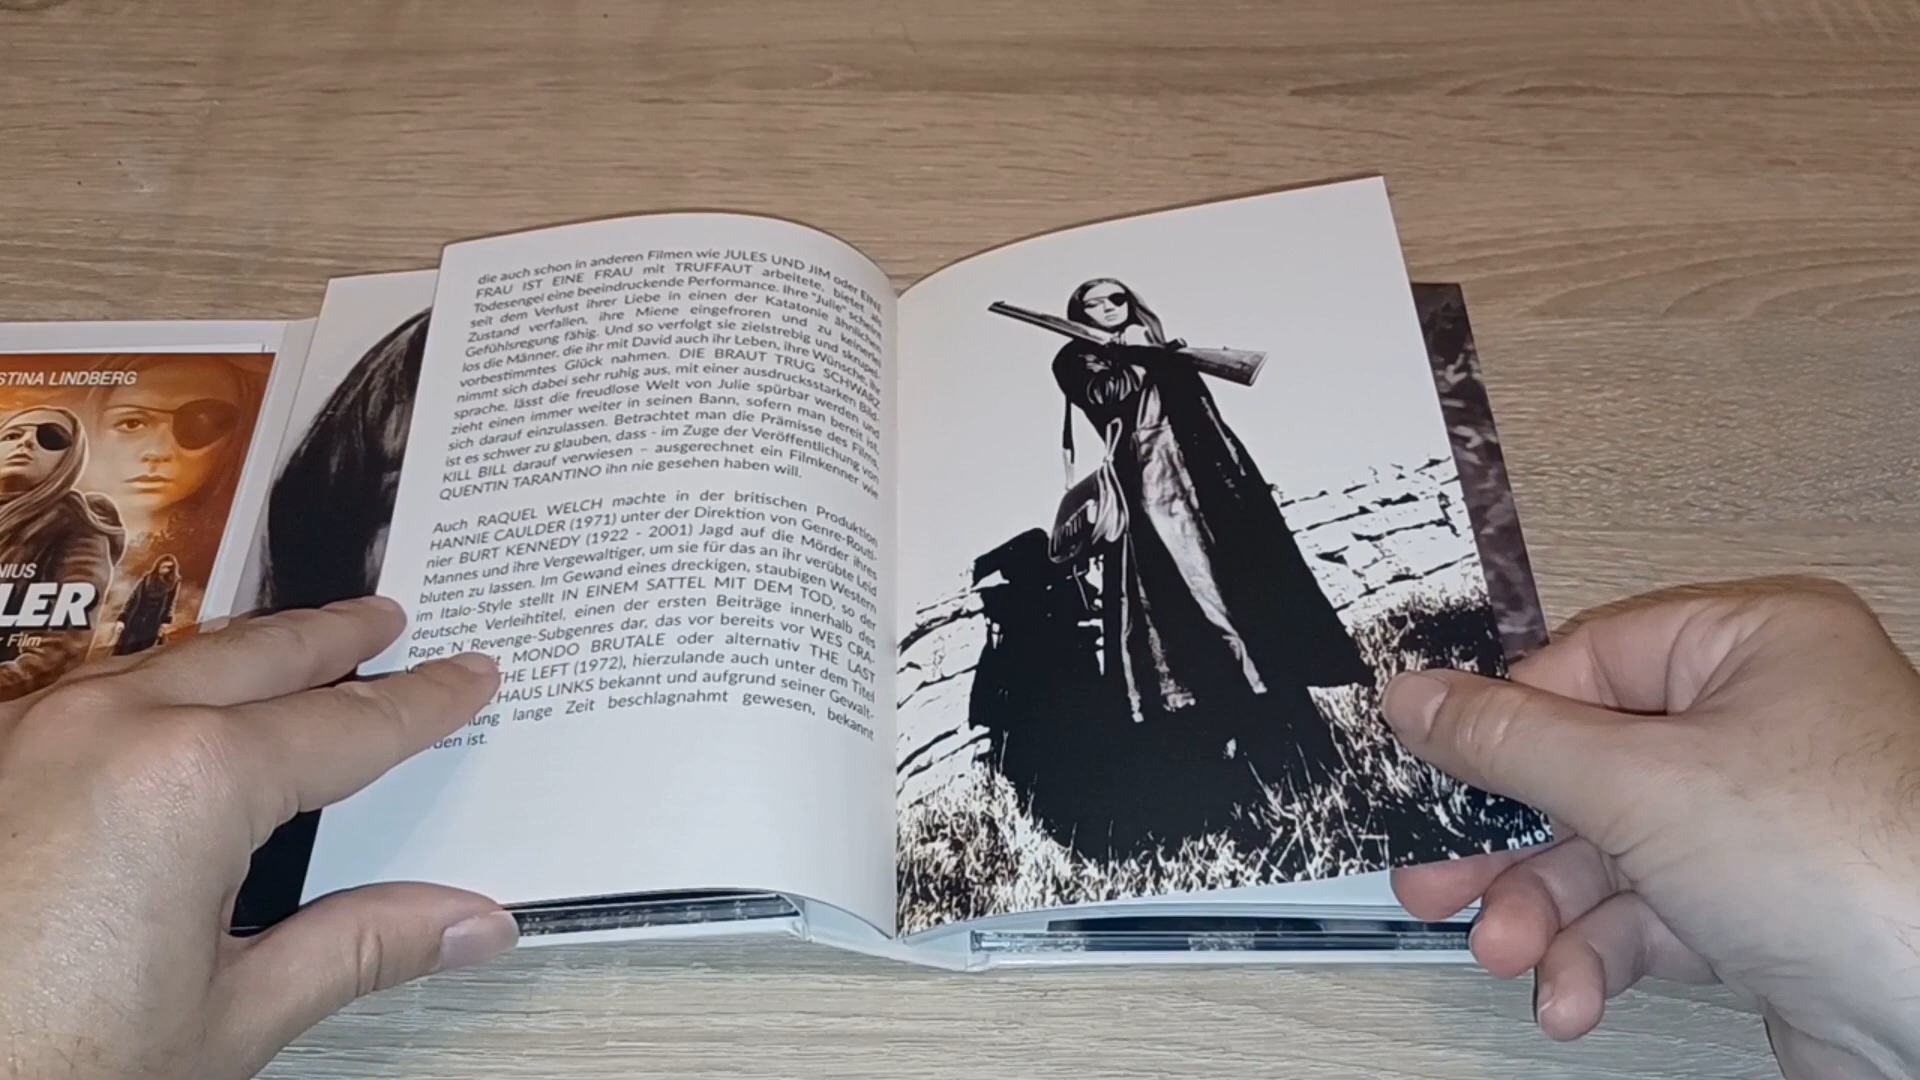 STINA LINDBERG
NIUS
LER
Film
die auch schon in anderen Filmen wie JULES UND JIM oder EINE
FRAU IST EINE FRAU mit TRUFFAUT arbeitete, bietet als
Todesengel eine beeindruckende Performance. Ihre "Julie" scheint
seit dem Verlust ihrer Liebe in einen der Katatonie ähnlichen
Zustand verfallen, ihre Miene eingefroren und zu keinerlei
Gefühlsregung fähig. Und so verfolgt sie zielstrebig und skrupel-
los die Männer, die ihr mit David auch ihr Leben, ihre Wünsche, ihr
vorbestimmtes Glück nahmen. DIE BRAUT TRUG SCHWARZ
nimmt sich dabei sehr ruhig aus, mit einer ausdrucksstarken Bild-
sprache, lässt die freudlose Welt von Julie spürbar werden und
zieht einen immer weiter in seinen Bann, sofern man bereit ist,
sich darauf einzulassen. Betrachtet man die Prämisse des Films,
ist es schwer zu glauben, dass - im Zuge der Veröffentlichung von
KILL BILL darauf verwiesen – ausgerechnet ein Filmkenner wie
QUENTIN TARANTINO ihn nie gesehen haben will.
Auch RAQUEL WELCH machte in der britischen Produktion
HANNIE CAULDER (1971) unter der Direktion von Genre-Routi-
nier BURT KENNEDY (1922 - 2001) Jagd auf die Mörder ihres
Mannes und ihre Vergewaltiger, um sie für das an ihr verübte Leid
bluten zu lassen. Im Gewand eines dreckigen, staubigen Western
im Italo-Style stellt IN EINEM SATTEL MIT DEM TOD, so der
deutsche Verleihtitel, einen der ersten Beiträge innerhalb des
Rape´N´Revenge-Subgenres dar, das vor bereits vor WES CRA-
MONDO BRUTALE oder alternativ THE LAST
THE LEFT (1972), hierzulande auch unter dem Titel
HAUS LINKS bekannt und aufgrund seiner Gewalt-
lange Zeit beschlagnahmt gewesen, bekannt
ist.